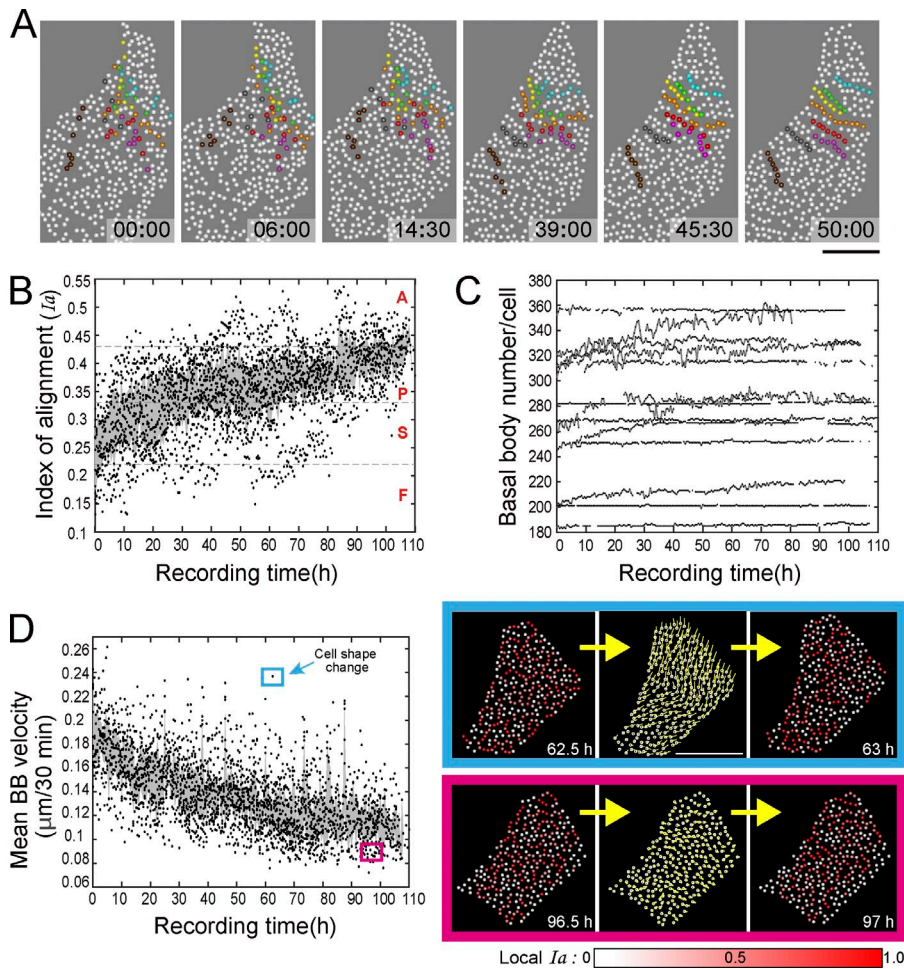 A
00:00
06:00
14:30
39:00
45:30
50:00
B
Index of alignment (Ia)
0.55
0.5
0.45
0.4
0.35
0.3
0.25
0.2
0.15
0.1
A
P
S
F
0 10 20 30 40 50 60 70 80 90 100 110
Recording time(h)
C
Basal body number/cell
360
340
320
300
280
260
240
220
200
180
0 10 20 30 40 50 60 70 80 90 100 110
Recording time(h)
D
Mean BB velocity
(µm/30 min)
0.24
0.22
0.2
0.18
0.16
0.14
0.12
0.1
0.08
0.06
Cell shape
change
0 10 20 30 40 50 60 70 80 90 100 110
Recording time(h)
62.5 h
63 h
96.5 h
97 h
Local Ia : 0 0.5 1.0